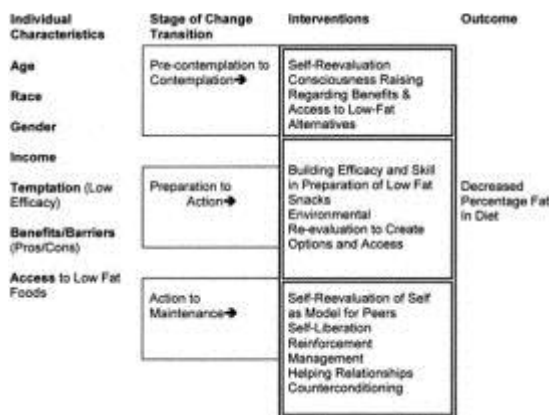 Individual Characteristics
Age
Race
Gender
Income
Temptation (Low
Efficacy)
Benefits/Barriers
(Pros/Cons)
Access to Low Fat
Foods
Stage of Change
Transition
Pre-contemplation to
Contemplation➔
Preparation to
Action➔
Action to
Maintenance➔
Interventions
Self-Reevaluation
Consciousness Raising
Regarding Benefits &
Access to Low-Fat
Alternatives
Building Efficacy and Skill
in Preparation of Low Fat
Snacks
Environmental
Re-evaluation to Create
Options and Access
Self-Reevaluation of Self
as Model for Peers
Self-Liberation
Reinforcement
Management
Helping Relationships
Counterconditioning
Outcome
Decreased
Percentage Fat
in Diet